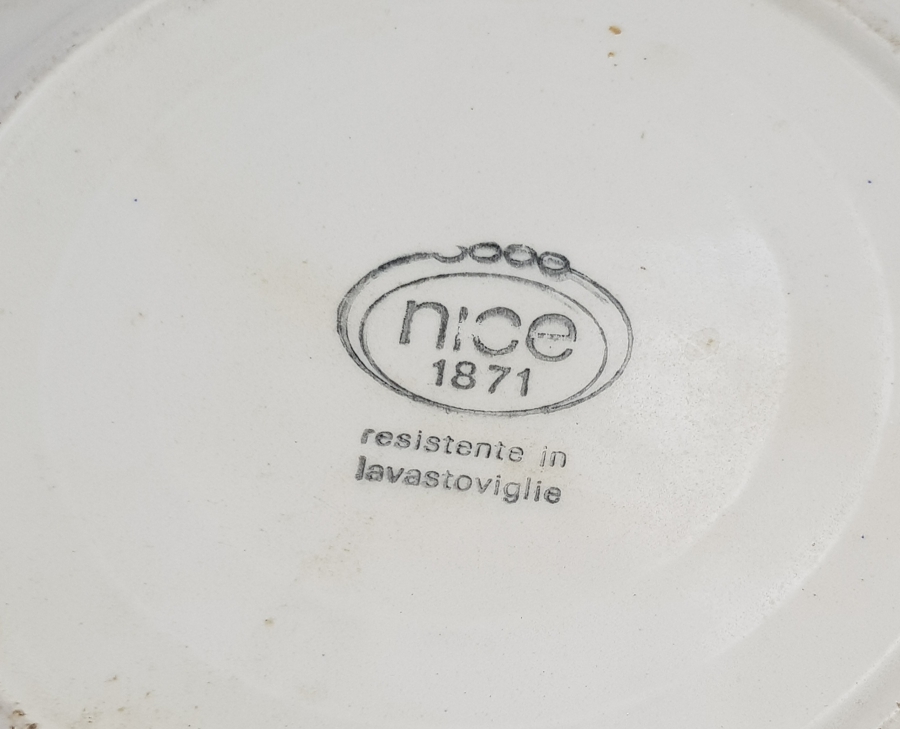 nice
1871
resistente in
lavastoviglie